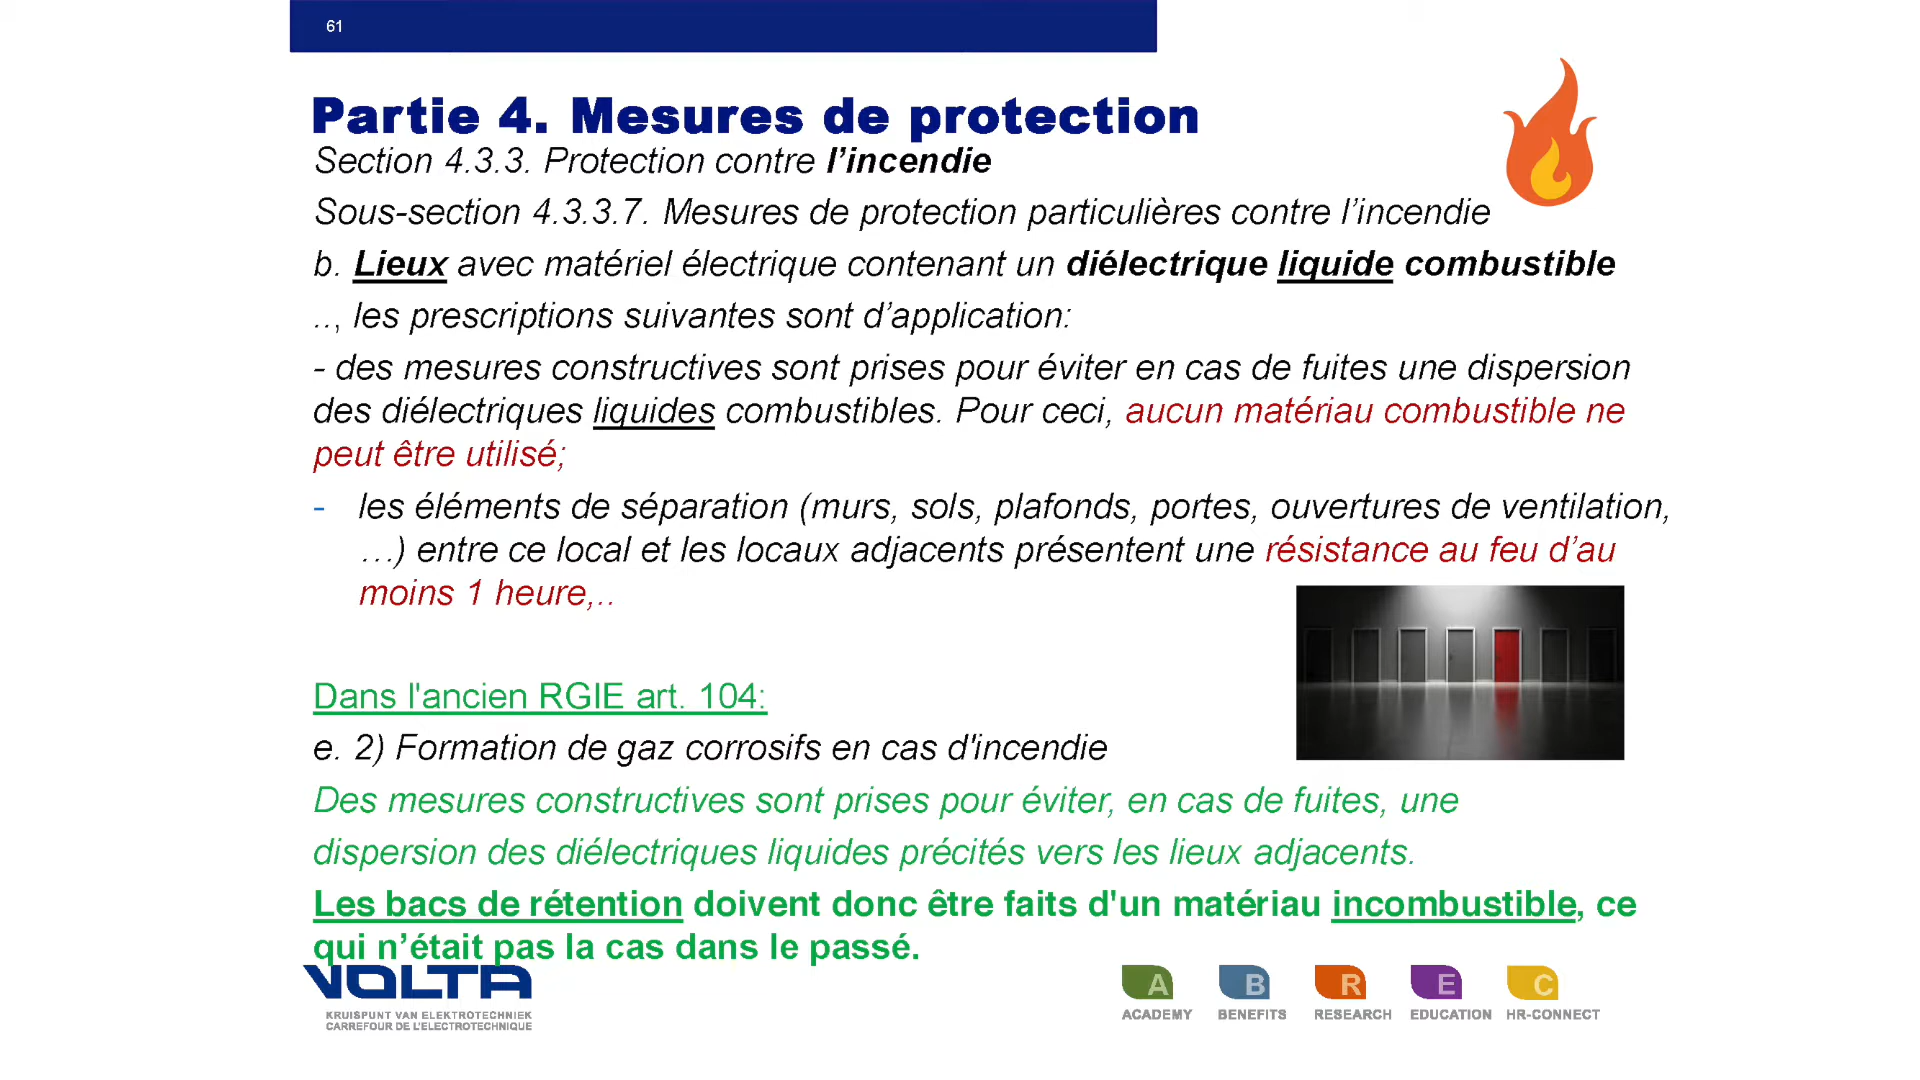 61
Partie 4. Mesures de protection
Section 4.3.3. Protection contre l’incendie
Sous-section 4.3.3.7. Mesures de protection particulières contre l’incendie
b. Lieux avec matériel électrique contenant un diélectrique liquide combustible
.., les prescriptions suivantes sont d’application:
- des mesures constructives sont prises pour éviter en cas de fuites une dispersion
des diélectriques liquides combustibles. Pour ceci, aucun matériau combustible ne
peut être utilisé;
- les éléments de séparation (murs, sols, plafonds, portes, ouvertures de ventilation,
…) entre ce local et les locaux adjacents présentent une résistance au feu d’au
moins 1 heure,..
Dans l'ancien RGIE art. 104:
e. 2) Formation de gaz corrosifs en cas d'incendie
Des mesures constructives sont prises pour éviter, en cas de fuites, une
dispersion des diélectriques liquides précités vers les lieux adjacents.
Les bacs de rétention doivent donc être faits d'un matériau incombustible, ce
qui n’était pas la cas dans le passé.
VOLTA
KRUISPUNT VAN ELEKTROTECHNIEK
CARREFOUR DE L'ELECTROTECHNIQUE
A B R E C
ACADEMY BENEFITS RESEARCH EDUCATION HR-CONNECT